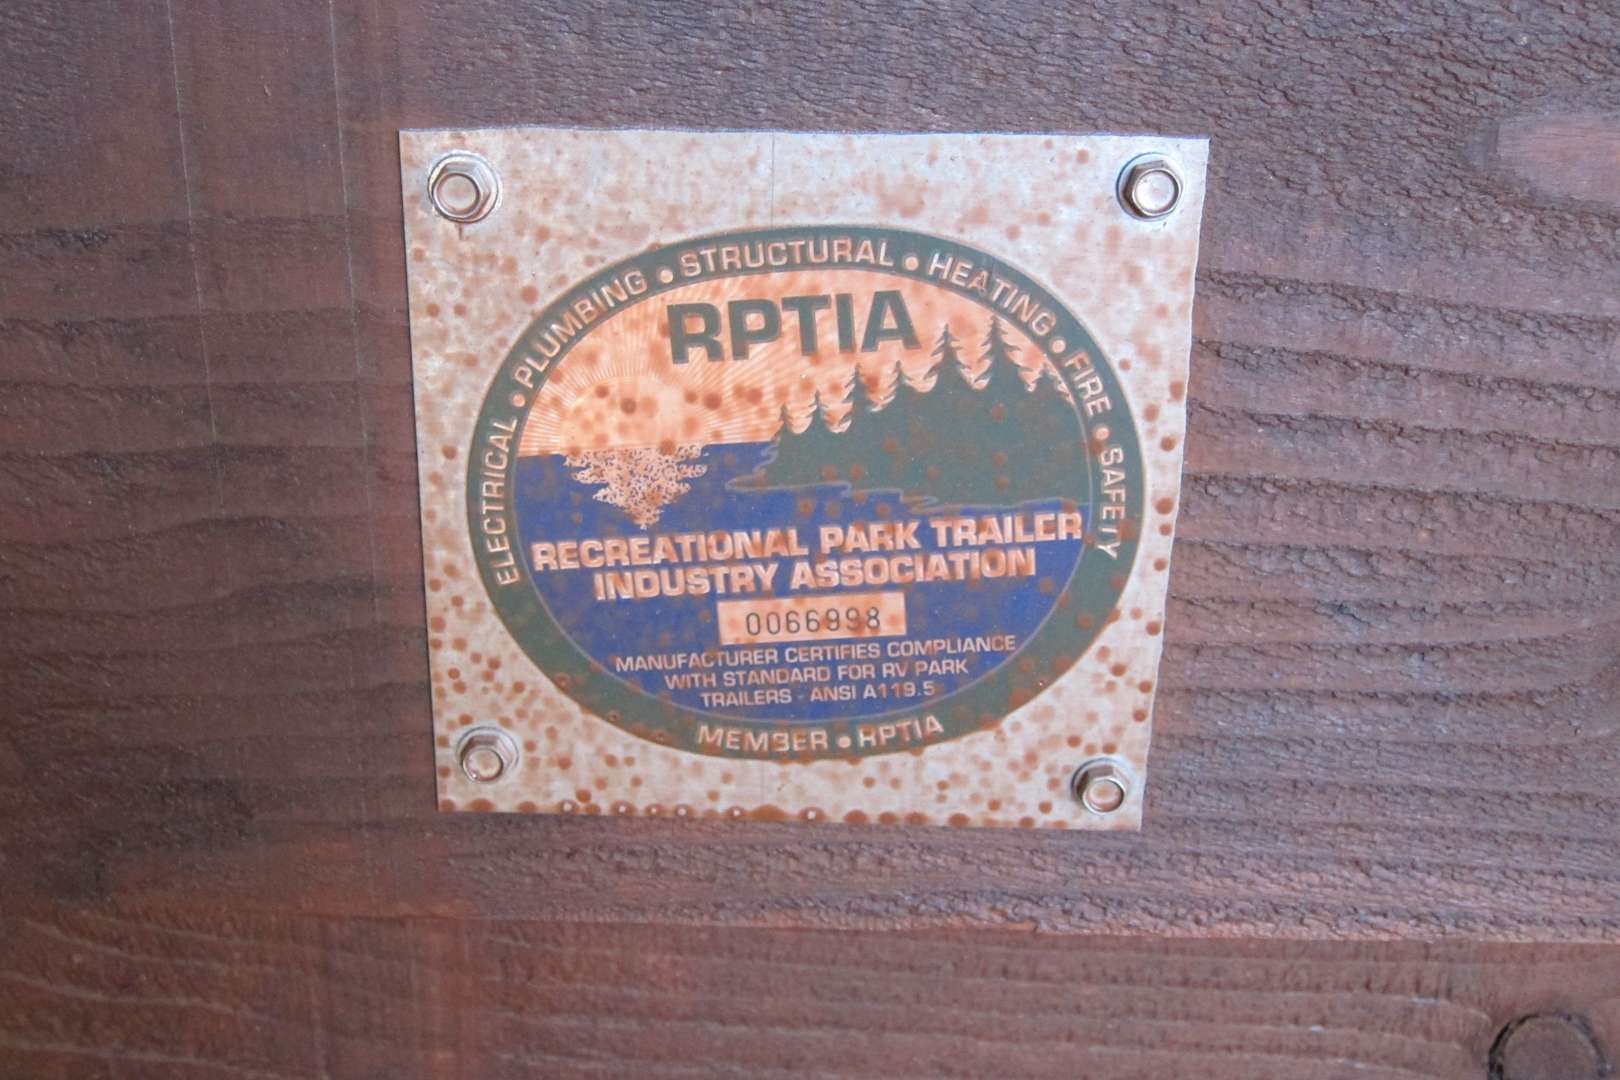 ELECTRICAL • PLUMBING • STRUCTURAL • HEATING • FIRE • SAFETY
RPTIA
RECREATIONAL PARK TRAILER
INDUSTRY ASSOCIATION
0066998
MANUFACTURER CERTIFIES COMPLIANCE
WITH STANDARD FOR RV PARK
TRAILERS - ANSI A119.5
MEMBER • RPTIA